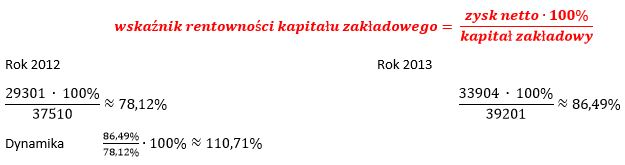 wskaźnik rentowności kapitału zakładowego = zysk netto · 100% / kapitał zakładowy
Rok 2012 Rok 2013
29301 · 100% / 37510 ≈ 78,12% 33904 · 100% / 39201 ≈ 86,49%
Dynamika 86,49% / 78,12% · 100% ≈ 110,71%